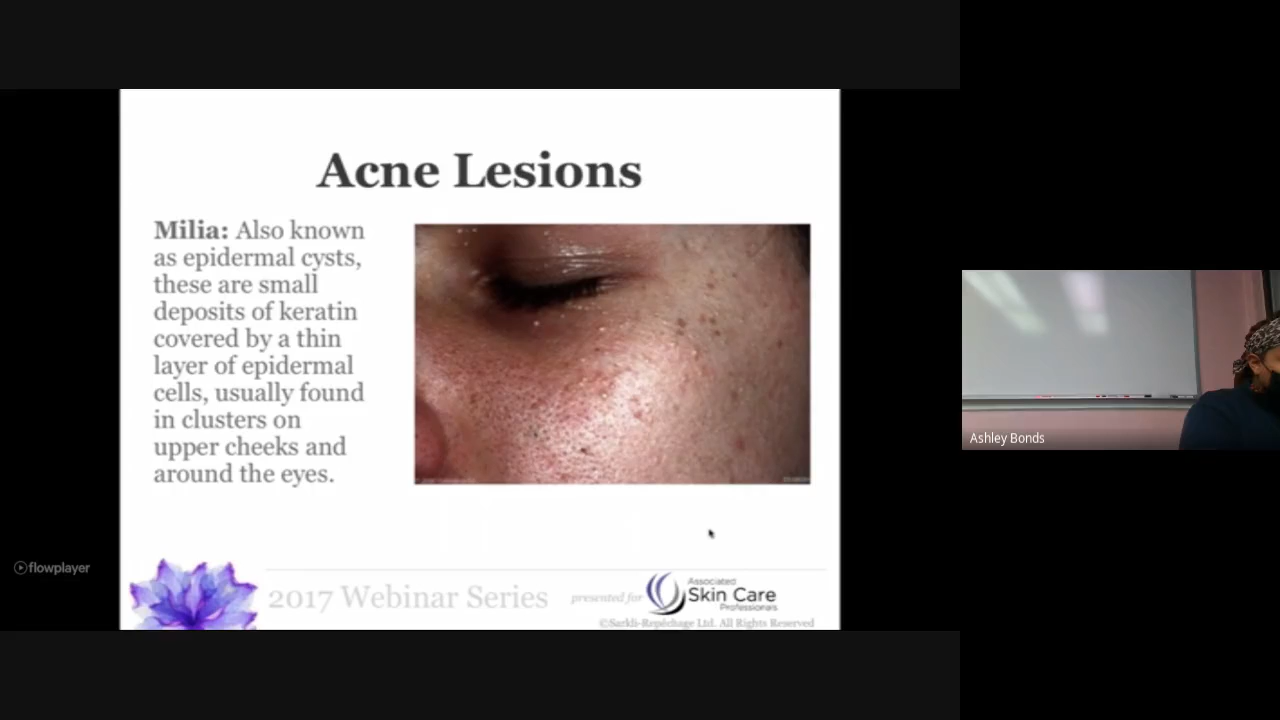 Acne Lesions
Milia: Also known
as epidermal cysts,
these are small
deposits of keratin
covered by a thin
layer of epidermal
cells, usually found
in clusters on
upper cheeks and
around the eyes.
Ashley Bonds
flowplayer
2017 Webinar Series
presented for
Associated
Skin Care
Professionals
©Sarkli-Repéchage Ltd. All Rights Reserved